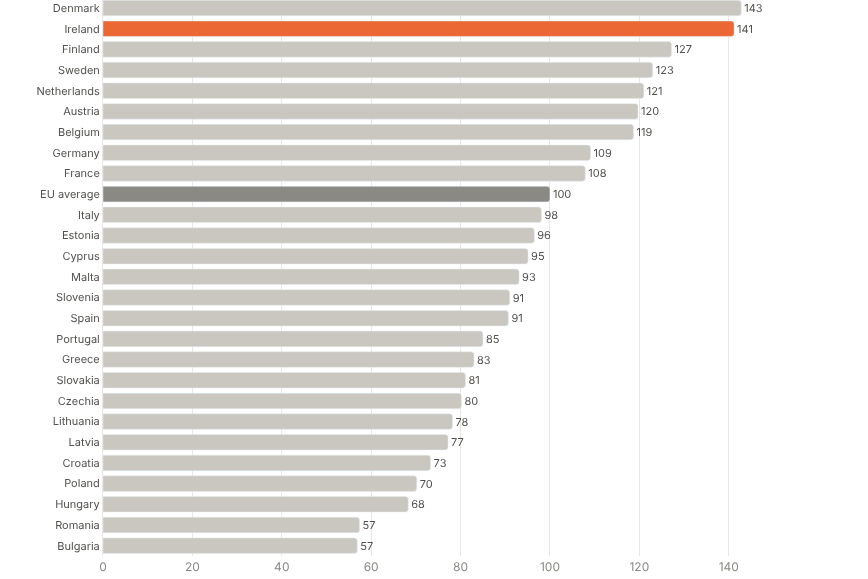 Denmark 143
Ireland 141
Finland 127
Sweden 123
Netherlands 121
Austria 120
Belgium 119
Germany 109
France 108
EU average 100
Italy 98
Estonia 96
Cyprus 95
Malta 93
Slovenia 91
Spain 91
Portugal 85
Greece 83
Slovakia 81
Czechia 80
Lithuania 78
Latvia 77
Croatia 73
Poland 70
Hungary 68
Romania 57
Bulgaria 57
0 20 40 60 80 100 120 140